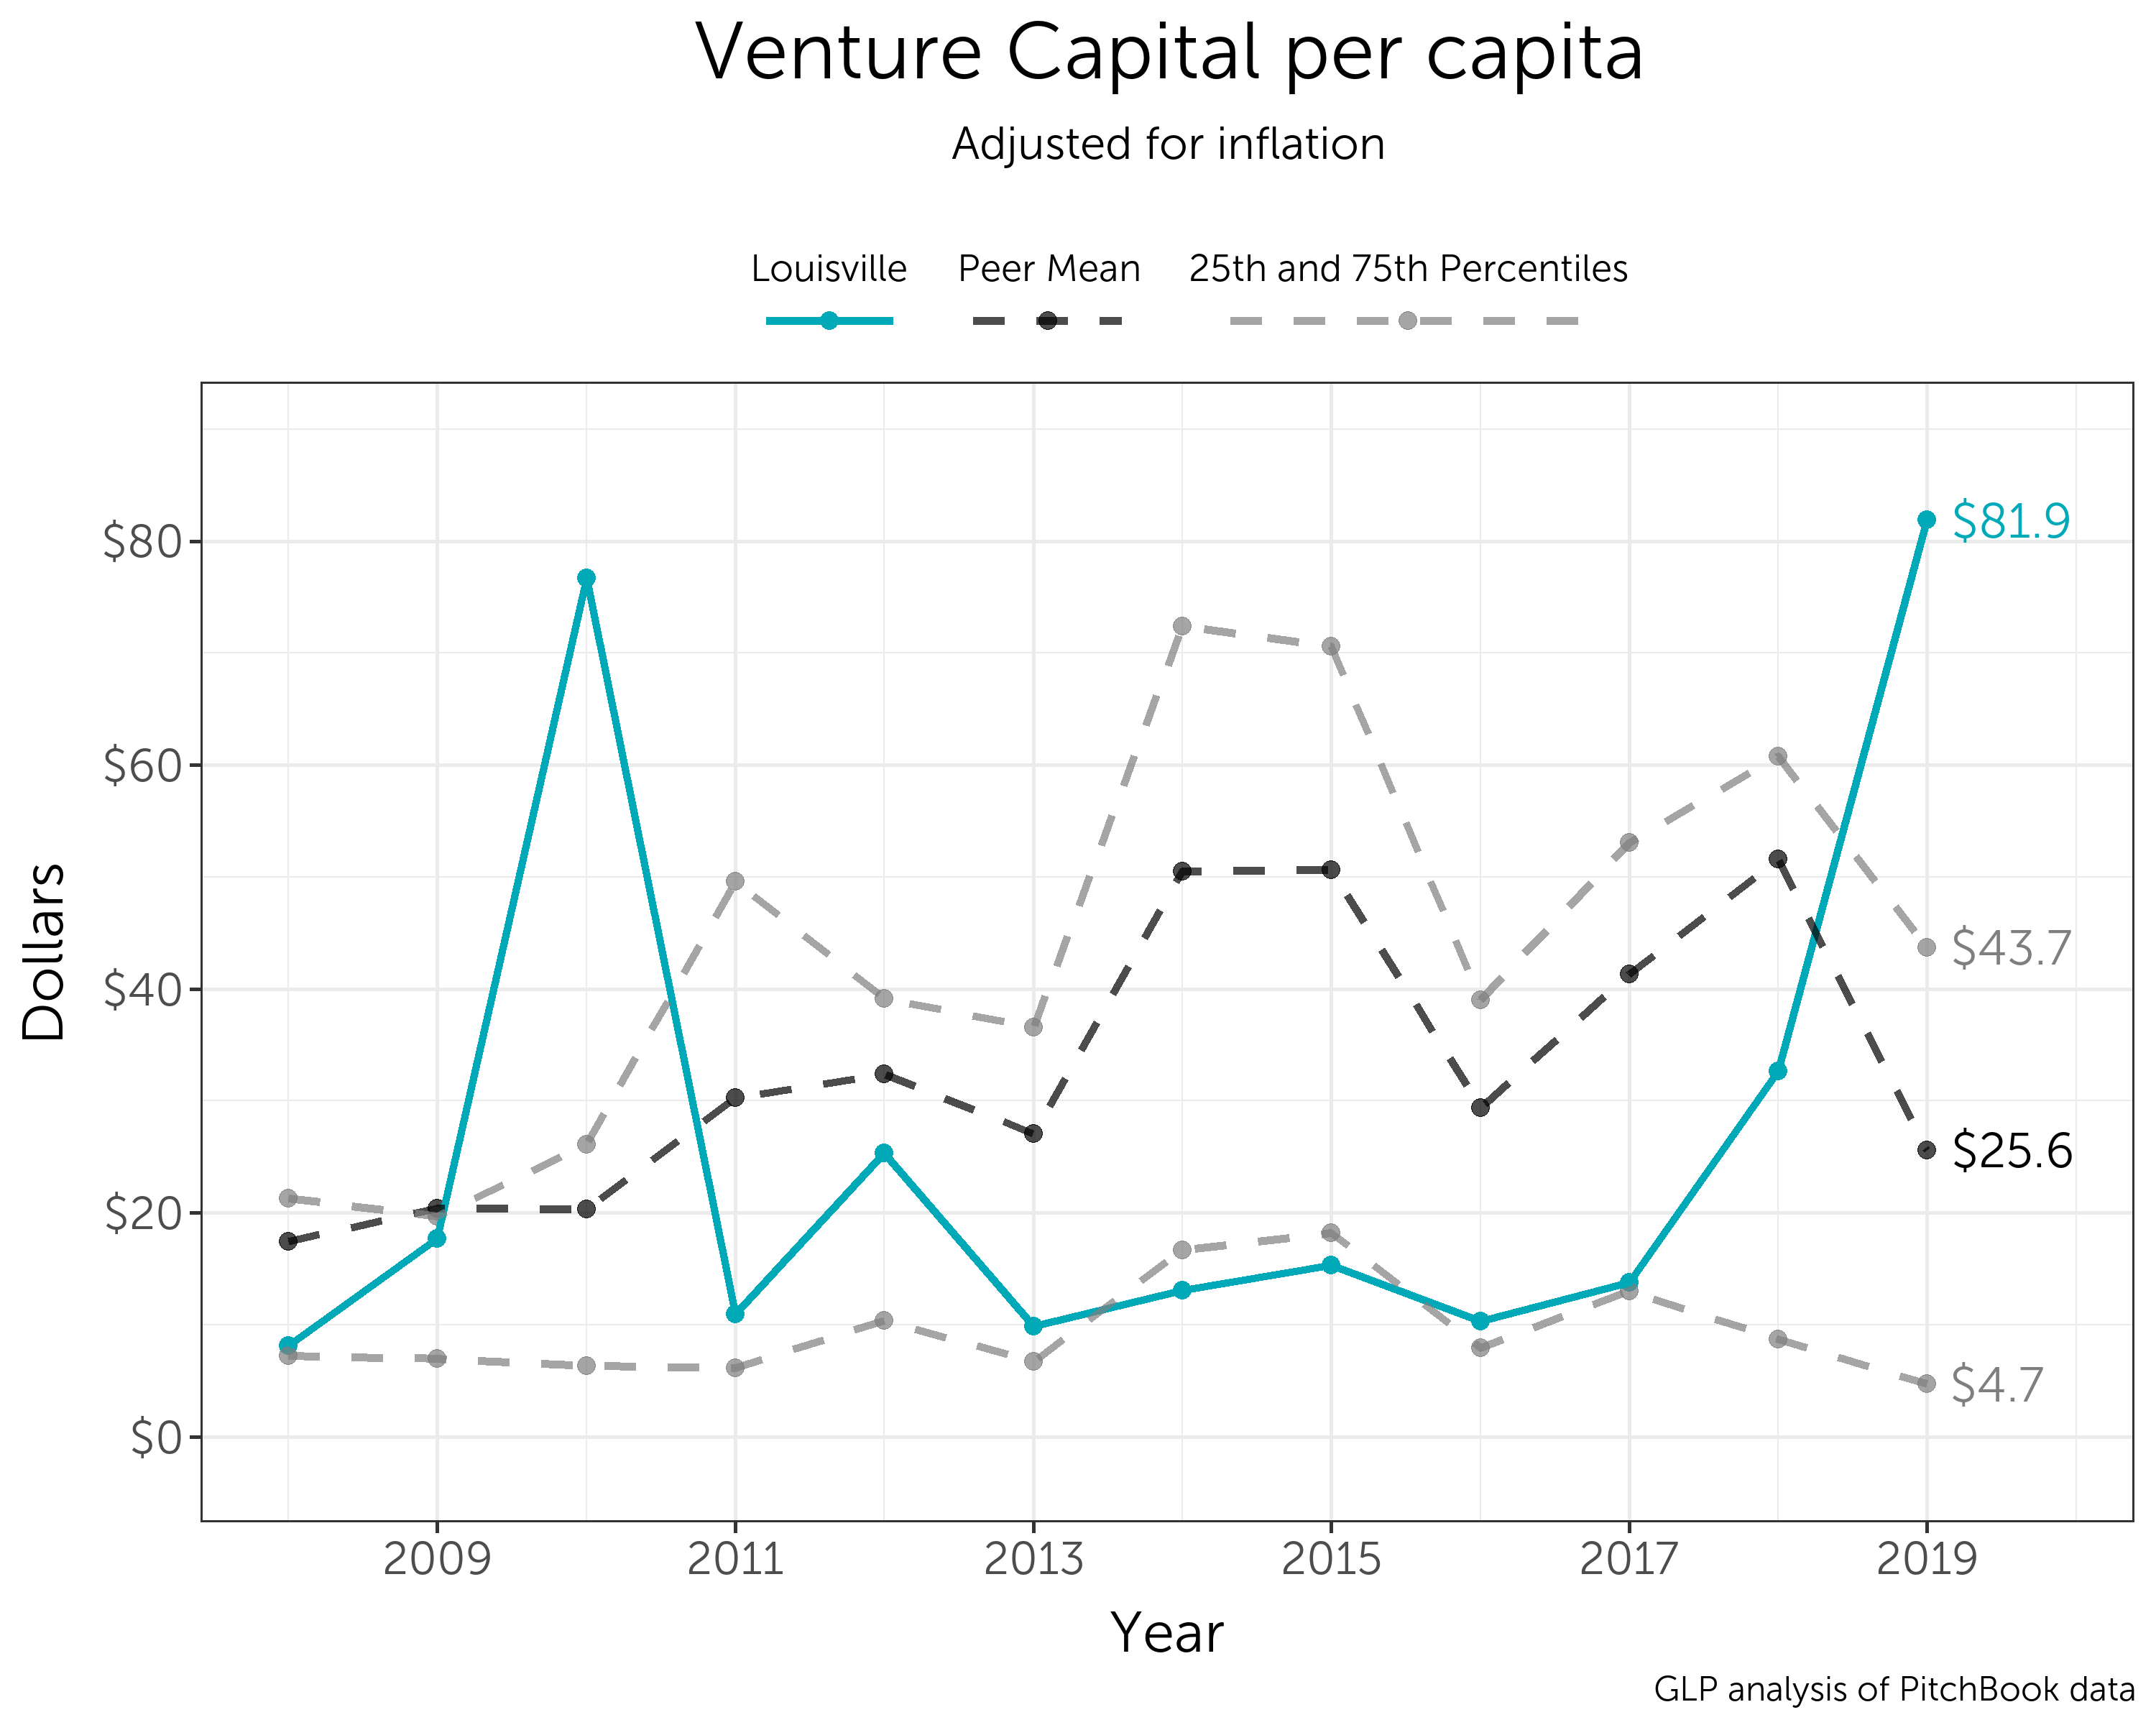 Venture Capital per capita
Adjusted for inflation
Louisville Peer Mean 25th and 75th Percentiles
$81.9
$80
$60
$43.7
$40
$25.6
$20
$4.7
$0
Dollars
2009 2011 2013 2015 2017 2019
Year
GLP analysis of PitchBook data